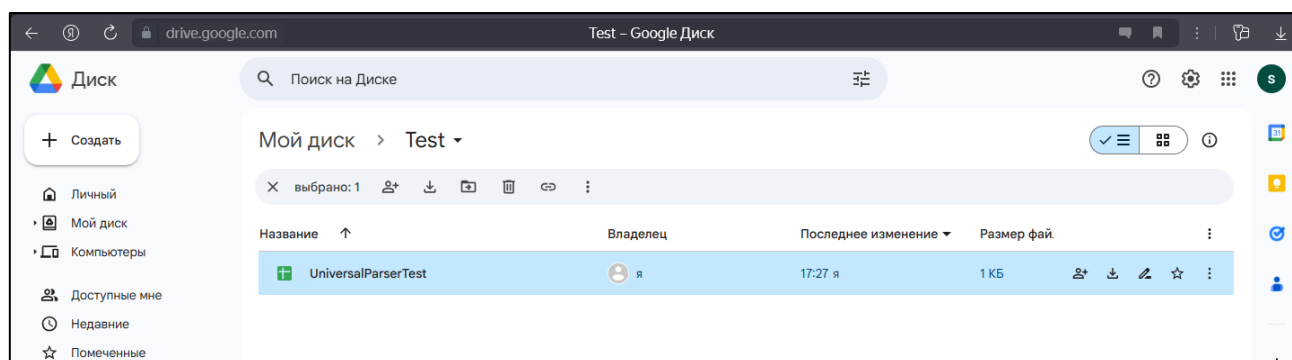 drive.google.com
Test – Google Диск
Диск
Поиск на Диске
s
Создать
Мой диск > Test
31
выбрано: 1
Личный
Мой диск
Компьютеры
Название
Владелец
Последнее изменение
Размер фай.
UniversalParserTest
я
17:27 я
1 КБ
Доступные мне
Недавние
Помеченные